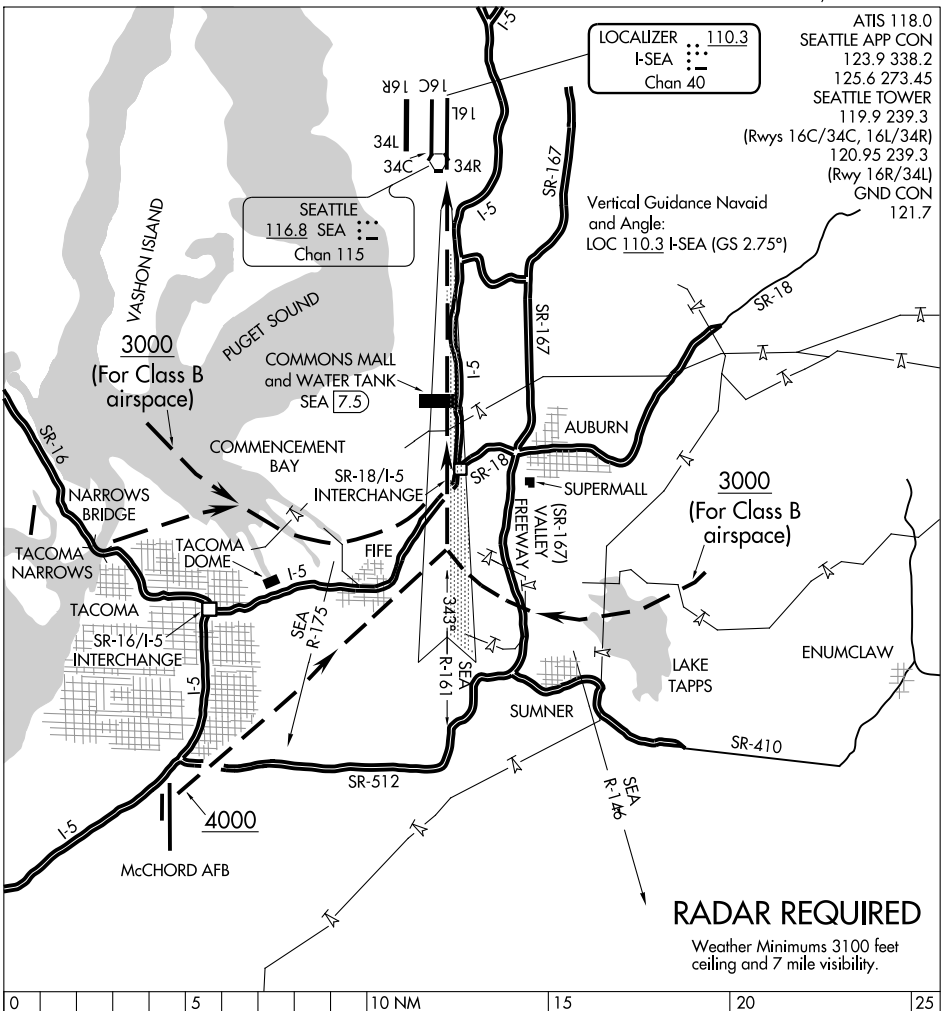 I-5
I-5
ATIS 118.0
SEATTLE APP CON
123.9 338.2
125.6 273.45
SEATTLE TOWER
119.9 239.3
(Rwys 16C/34C, 16L/34R)
120.95 239.3
(Rwy 16R/34L)
GND CON
121.7
LOCALIZER 110.3
I-SEA
Chan 40
16R 16C
16L
34L
34C
34R
SEATTLE
116.8 SEA
Chan 115
Vertical Guidance Navaid
and Angle:
LOC 110.3 I-SEA (GS 2.75°)
I-5
I-5
SR-167
SR-167
SR-18
VASHON ISLAND
PUGET SOUND
3000
(For Class B
airspace)
COMMONS MALL
and WATER TANK
SEA 7.5
I-5
COMMENCEMENT
BAY
SR-18/I-5
INTERCHANGE
SR-18
AUBURN
SUPERMALL
3000
(For Class B
airspace)
SR-16
NARROWS
BRIDGE
TACOMA
NARROWS
TACOMA
DOME
I-5
FIFE
(SR-167)
VALLEY
FREEWAY
TACOMA
SR-16/I-5
INTERCHANGE
I-5
SEA
R-175
343°
SEA
R-161
LAKE
TAPPS
ENUMCLAW
SUMNER
SR-410
SR-512
SEA
R-146
I-5
4000
McCHORD AFB
RADAR REQUIRED
Weather Minimums 3100 feet
ceiling and 7 mile visibility.
0 5 10 NM 15 20 25